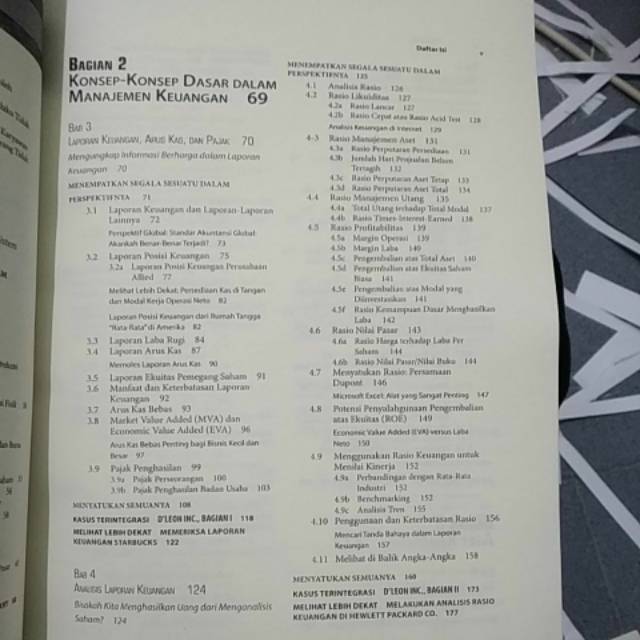 Daftar Isi
BAGIAN 2
KONSEP-KONSEP DASAR DALAM
MANAJEMEN KEUANGAN 69
BAB 3
LAPORAN KEUANGAN, ARUS KAS, DAN PAJAK 70
Mengungkap Informasi Berharga dalam Laporan
Keuangan 70
MENEMPATKAN SEGALA SESUATU DALAM
PERSPEKTIFNYA 71
3.1 Laporan Keuangan dan Laporan-Laporan
Lainnya 72
Perspektif Global: Standar Akuntansi Global:
Akankah Benar-Benar Terjadi? 73
3.2 Laporan Posisi Keuangan 75
3.2a Laporan Posisi Keuangan Perusahaan
Allied 77
Melihat Lebih Dekat: Persediaan Kas di Tangan
dan Modal Kerja Operasi Neto 82
Laporan Posisi Keuangan dari Rumah Tangga
"Rata-Rata" di Amerika 82
3.3 Laporan Laba Rugi 84
3.4 Laporan Arus Kas 87
Memoles Laporan Arus Kas 90
3.5 Laporan Ekuitas Pemegang Saham 91
3.6 Manfaat dan Keterbatasan Laporan
Keuangan 92
3.7 Arus Kas Bebas 93
3.8 Market Value Added (MVA) dan
Economic Value Added (EVA) 96
Arus Kas Bebas Penting bagi Bisnis Kecil dan
Besar 97
3.9 Pajak Penghasilan 99
3.9a Pajak Perseorangan 100
3.9b Pajak Penghasilan Badan Usaha 103
MENYATUKAN SEMUANYA 108
KASUS TERINTEGRASI D'LEON INC., BAGIAN I 118
MELIHAT LEBIH DEKAT MEMERIKSA LAPORAN
KEUANGAN STARBUCKS 122
BAB 4
ANALISIS LAPORAN KEUANGAN 124
Bisakah Kita Menghasilkan Uang dari Menganalisis
Saham? 124
MENEMPATKAN SEGALA SESUATU DALAM
PERSPEKTIFNYA 125
4.1 Analisis Rasio 126
4.2 Rasio Likuiditas 127
4.2a Rasio Lancar 127
4.2b Rasio Cepat atau Rasio Acid Test 128
Analisis Keuangan di Internet 129
4.3 Rasio Manajemen Aset 131
4.3a Rasio Perputaran Persediaan 131
4.3b Jumlah Hari Penjualan Belum
Tertagih 132
4.3c Rasio Perputaran Aset Tetap 133
4.3d Rasio Perputaran Aset Total 134
4.4 Rasio Manajemen Utang 135
4.4a Total Utang terhadap Total Modal 137
4.4b Rasio Times-Interest-Earned 138
4.5 Rasio Profitabilitas 139
4.5a Margin Operasi 139
4.5b Margin Laba 140
4.5c Pengembalian atas Total Aset 140
4.5d Pengembalian atas Ekuitas Saham
Biasa 141
4.5e Pengembalian atas Modal yang
Diinvestasikan 141
4.5f Rasio Kemampuan Dasar Menghasilkan
Laba 142
4.6 Rasio Nilai Pasar 143
4.6a Rasio Harga terhadap Laba Per
Saham 144
4.6b Rasio Nilai Pasar/Nilai Buku 144
4.7 Menyatukan Rasio: Persamaan
Dupont 146
Microsoft Excel: Alat yang Sangat Penting 147
4.8 Potensi Penyalahgunaan Pengembalian
atas Ekuitas (ROE) 149
Economic Value Added (EVA) versus Laba
Neto 150
4.9 Menggunakan Rasio Keuangan untuk
Menilai Kinerja 152
4.9a Perbandingan dengan Rata-Rata
Industri 152
4.9b Benchmarking 152
4.9c Analisis Tren 155
4.10 Penggunaan dan Keterbatasan Rasio 156
Mencari Tanda Bahaya dalam Laporan
Keuangan 157
4.11 Melihat di Balik Angka-Angka 158
MENYATUKAN SEMUANYA 160
KASUS TERINTEGRASI D'LEON INC., BAGIAN II 173
MELIHAT LEBIH DEKAT MELAKUKAN ANALISIS RASIO
KEUANGAN DI HEWLETT PACKARD CO. 177